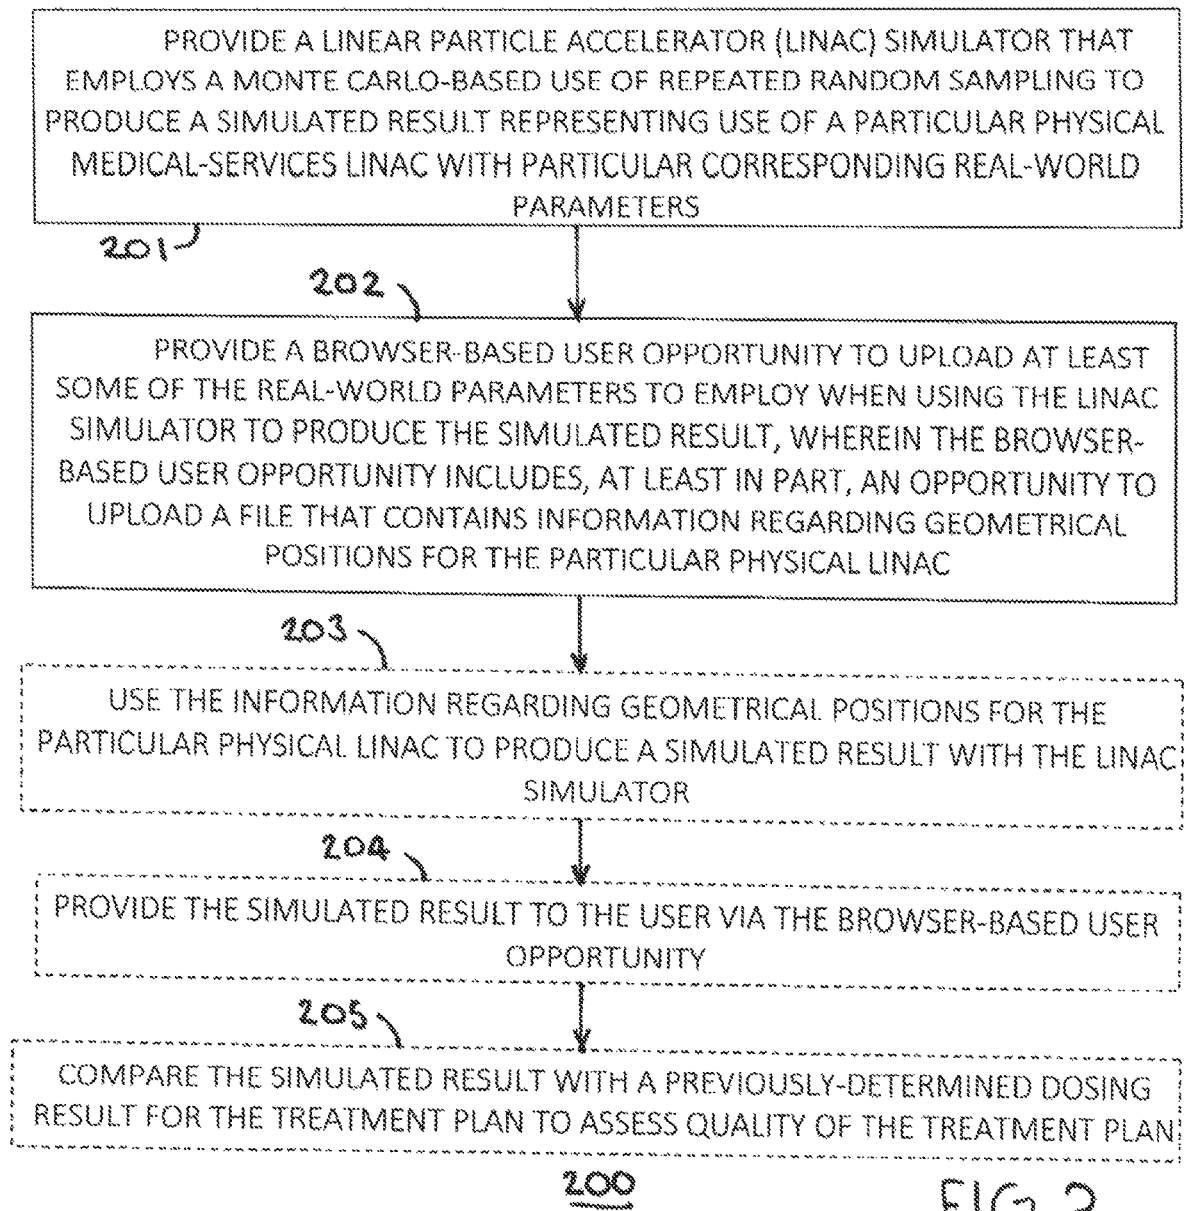 PROVIDE A LINEAR PARTICLE ACCELERATOR (LINAC) SIMULATOR THAT
EMPLOYS A MONTE CARLO-BASED USE OF REPEATED RANDOM SAMPLING TO
PRODUCE A SIMULATED RESULT REPRESENTING USE OF A PARTICULAR PHYSICAL
MEDICAL-SERVICES LINAC WITH PARTICULAR CORRESPONDING REAL-WORLD
PARAMETERS
201
202
PROVIDE A BROWSER-BASED USER OPPORTUNITY TO UPLOAD AT LEAST
SOME OF THE REAL-WORLD PARAMETERS TO EMPLOY WHEN USING THE LINAC
SIMULATOR TO PRODUCE THE SIMULATED RESULT, WHEREIN THE BROWSER-
BASED USER OPPORTUNITY INCLUDES, AT LEAST IN PART, AN OPPORTUNITY TO
UPLOAD A FILE THAT CONTAINS INFORMATION REGARDING GEOMETRICAL
POSITIONS FOR THE PARTICULAR PHYSICAL LINAC
203
USE THE INFORMATION REGARDING GEOMETRICAL POSITIONS FOR THE
PARTICULAR PHYSICAL LINAC TO PRODUCE A SIMULATED RESULT WITH THE LINAC
SIMULATOR
204
PROVIDE THE SIMULATED RESULT TO THE USER VIA THE BROWSER-BASED USER
OPPORTUNITY
205
COMPARE THE SIMULATED RESULT WITH A PREVIOUSLY-DETERMINED DOSING
RESULT FOR THE TREATMENT PLAN TO ASSESS QUALITY OF THE TREATMENT PLAN
200
FIG. 2